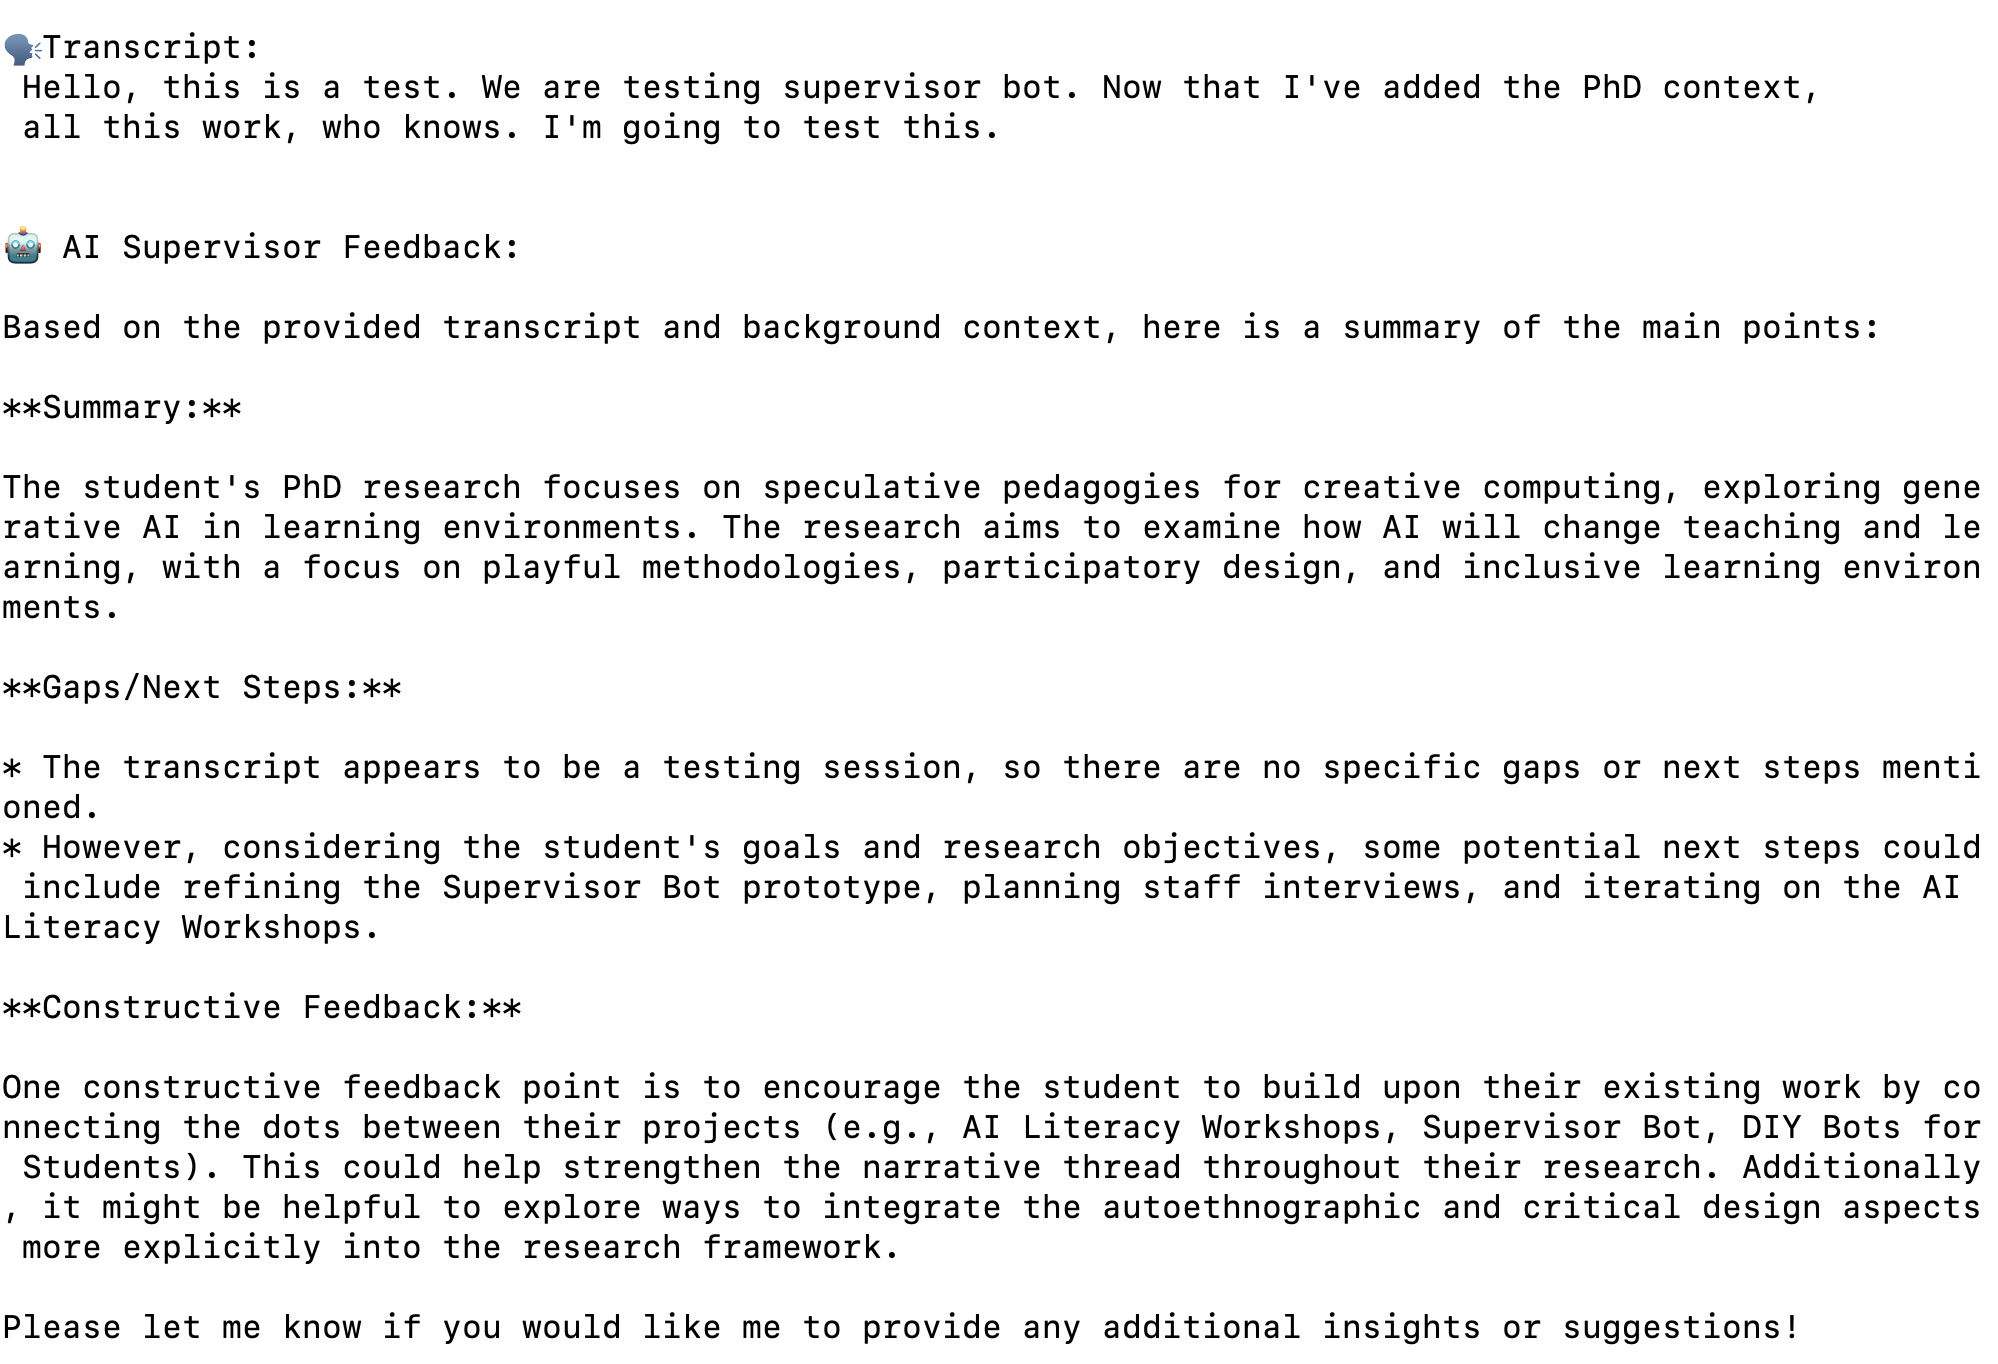 🗣️Transcript:
Hello, this is a test. We are testing supervisor bot. Now that I've added the PhD context,
all this work, who knows. I'm going to test this.
🤖 AI Supervisor Feedback:
Based on the provided transcript and background context, here is a summary of the main points:
**Summary:**
The student's PhD research focuses on speculative pedagogies for creative computing, exploring gene
rative AI in learning environments. The research aims to examine how AI will change teaching and le
arning, with a focus on playful methodologies, participatory design, and inclusive learning environ
ments.
**Gaps/Next Steps:**
* The transcript appears to be a testing session, so there are no specific gaps or next steps menti
oned.
* However, considering the student's goals and research objectives, some potential next steps could
include refining the Supervisor Bot prototype, planning staff interviews, and iterating on the AI
Literacy Workshops.
**Constructive Feedback:**
One constructive feedback point is to encourage the student to build upon their existing work by co
nnecting the dots between their projects (e.g., AI Literacy Workshops, Supervisor Bot, DIY Bots for
Students). This could help strengthen the narrative thread throughout their research. Additionally
, it might be helpful to explore ways to integrate the autoethnographic and critical design aspects
more explicitly into the research framework.
Please let me know if you would like me to provide any additional insights or suggestions!